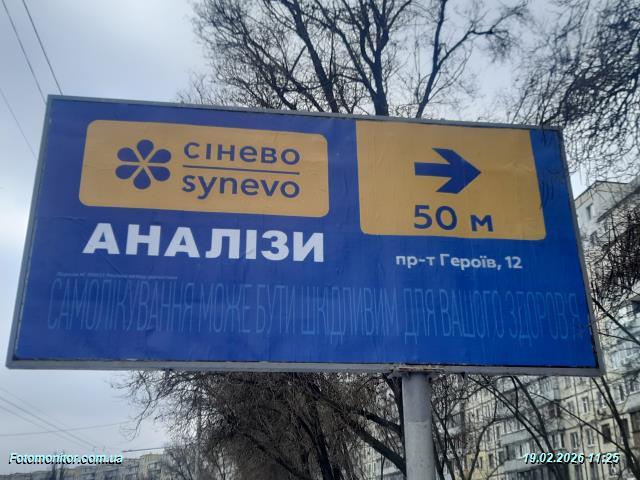 сінево
synevo
50 м
АНАЛІЗИ
пр-т Героїв, 12
САМОЛІКУВАННЯ МОЖЕ БУТИ ШКІДЛИВИМ ДЛЯ ВАШОГО ЗДОРОВ'Я
Fotomonitor.com.ua
19.02.2026 11:25